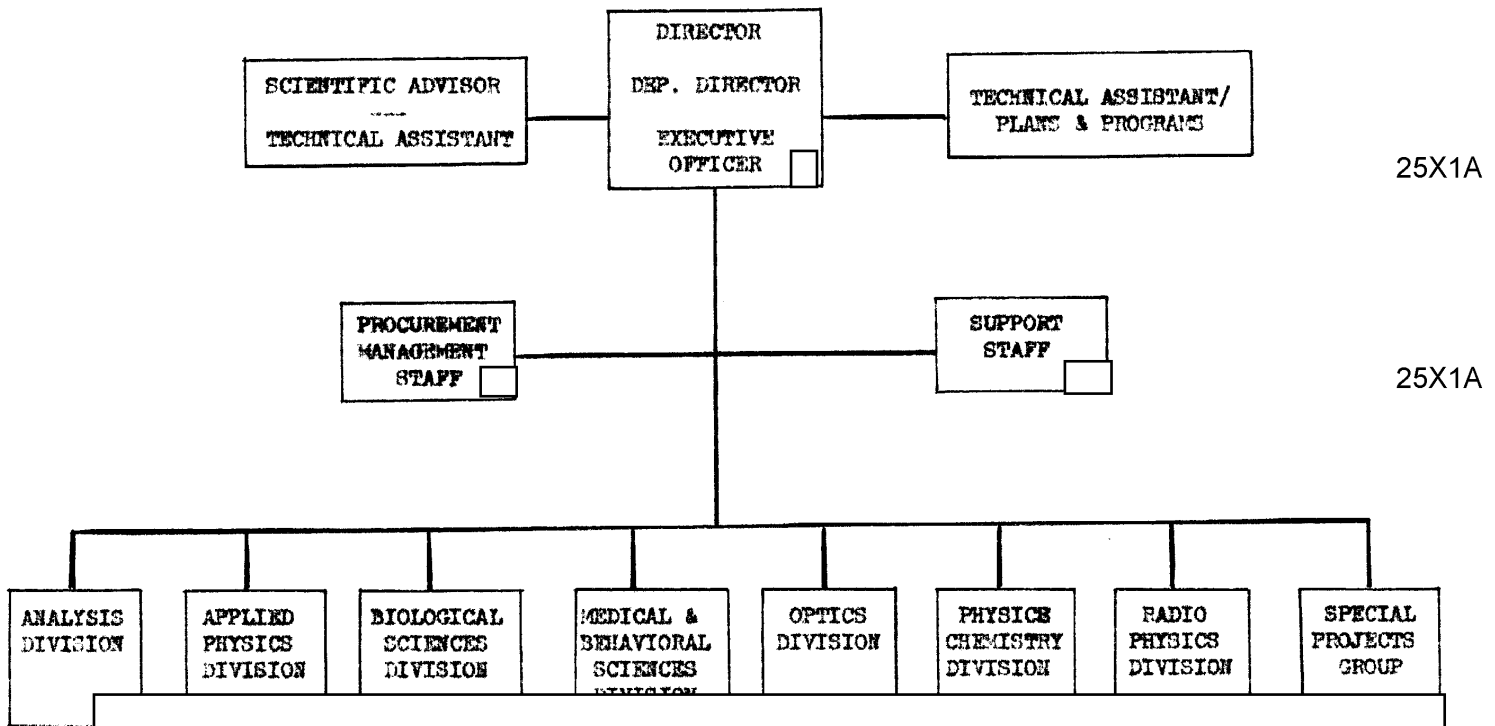 DIRECTOR
DEP. DIRECTOR
EXECUTIVE
OFFICER
SCIENTIFIC ADVISOR
TECHNICAL ASSISTANT
TECHNICAL ASSISTANT/
PLANS & PROGRAMS
25X1A
PROCUREMENT
MANAGEMENT
STAFF
SUPPORT
STAFF
25X1A
ANALYSIS
DIVISION
APPLIED
PHYSICS
DIVISION
BIOLOGICAL
SCIENCES
DIVISION
MEDICAL &
BEHAVIORAL
SCIENCES
DIVISION
OPTICS
DIVISION
PHYSICS
CHEMISTRY
DIVISION
RADIO
PHYSICS
DIVISION
SPECIAL
PROJECTS
GROUP